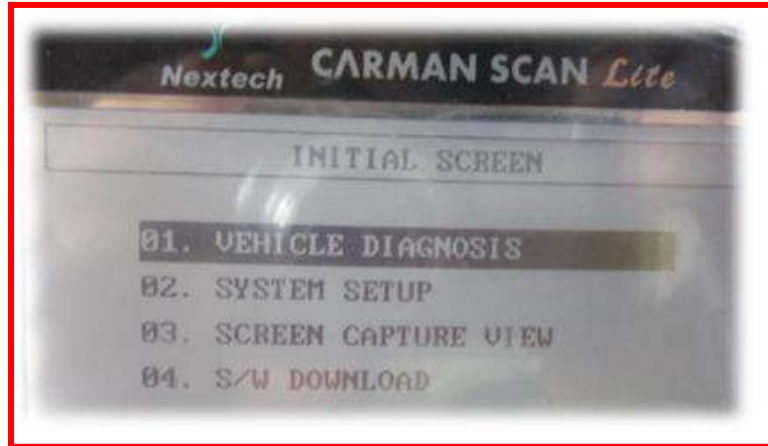 Nextech CARMAN SCAN Lite
INITIAL SCREEN
01. VEHICLE DIAGNOSIS
02. SYSTEM SETUP
03. SCREEN CAPTURE VIEW
04. S/W DOWNLOAD